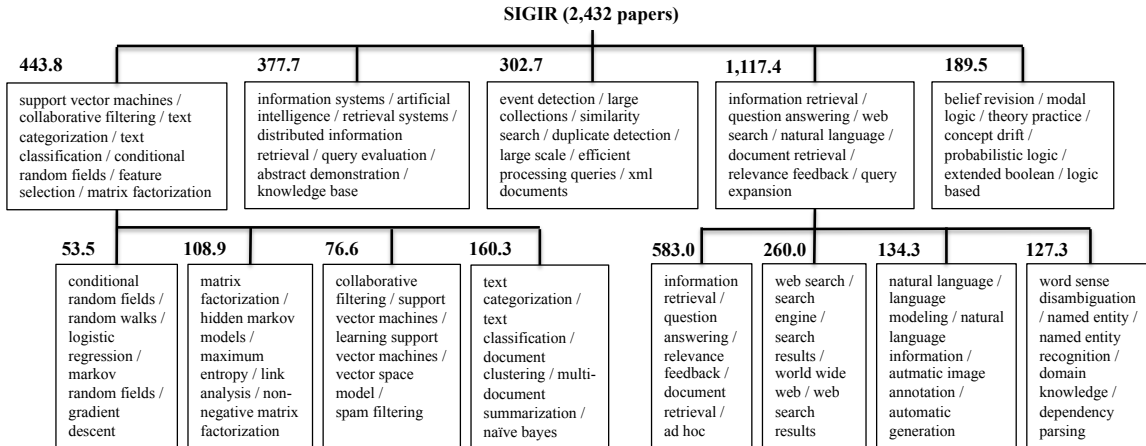 SIGIR (2,432 papers)
443.8
support vector machines /
collaborative filtering / text
categorization / text
classification / conditional
random fields / feature
selection / matrix factorization
377.7
information systems / artificial
intelligence / retrieval systems /
distributed information
retrieval / query evaluation /
abstract demonstration /
knowledge base
302.7
event detection / large
collections / similarity
search / duplicate detection /
large scale / efficient
processing queries / xml
documents
1,117.4
information retrieval /
question answering / web
search / natural language /
document retrieval /
relevance feedback / query
expansion
189.5
belief revision / modal
logic / theory practice /
concept drift /
probabilistic logic /
extended boolean / logic
based
53.5
conditional
random fields /
random walks /
logistic
regression /
markov
random fields /
gradient
descent
108.9
matrix
factorization /
hidden markov
models /
maximum
entropy / link
analysis / non-
negative matrix
factorization
76.6
collaborative
filtering / support
vector machines /
learning support
vector machines /
vector space
model /
spam filtering
160.3
text
categorization /
text
classification /
document
clustering / multi-
document
summarization /
naïve bayes
583.0
information
retrieval /
question
answering /
relevance
feedback /
document
retrieval /
ad hoc
260.0
web search /
search
engine /
search
results /
world wide
web / web
search
results
134.3
natural language /
language
modeling / natural
language
information /
autmatic image
annotation /
automatic
generation
127.3
word sense
disambiguation
/ named entity /
named entity
recognition /
domain
knowledge /
dependency
parsing